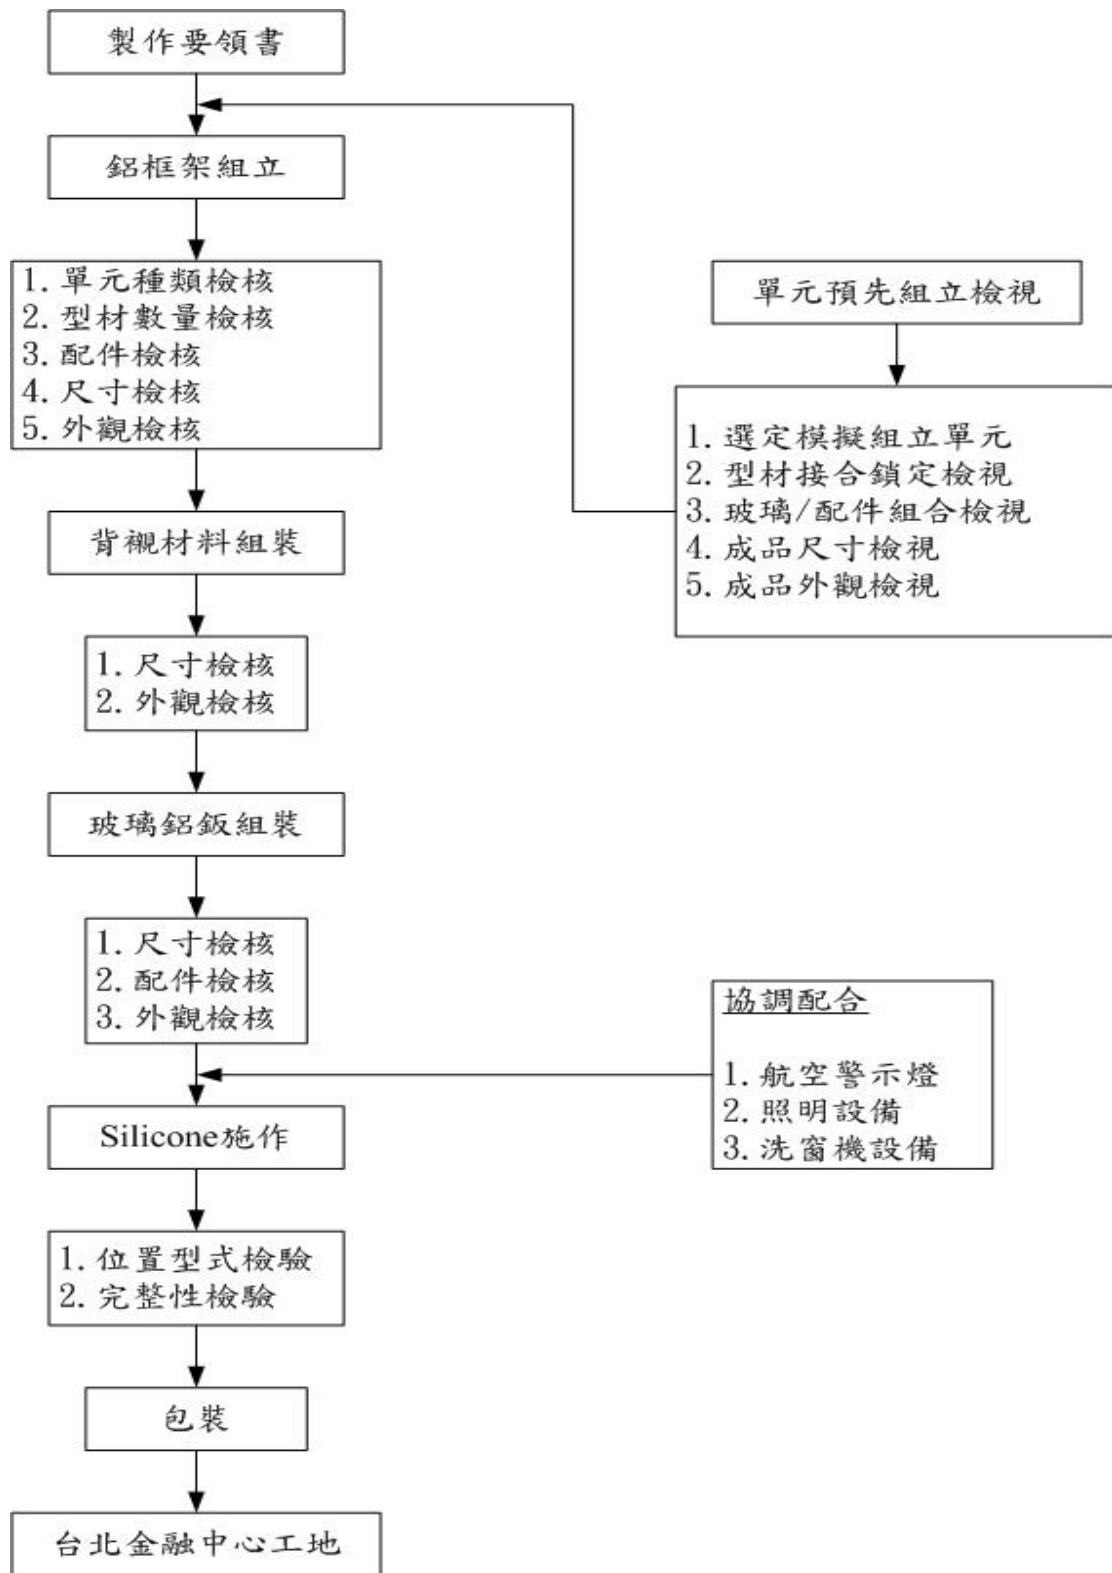 製作要領書
鋁框架組立
1. 單元種類檢核
2. 型材數量檢核
3. 配件檢核
4. 尺寸檢核
5. 外觀檢核
單元預先組立檢視
1. 選定模擬組立單元
2. 型材接合鎖定檢視
3. 玻璃/配件組合檢視
4. 成品尺寸檢視
5. 成品外觀檢視
背襯材料組裝
1. 尺寸檢核
2. 外觀檢核
玻璃鋁鈑組裝
1. 尺寸檢核
2. 配件檢核
3. 外觀檢核
協調配合
1. 航空警示燈
2. 照明設備
3. 洗窗機設備
Silicone施作
1. 位置型式檢驗
2. 完整性檢驗
包裝
台北金融中心工地